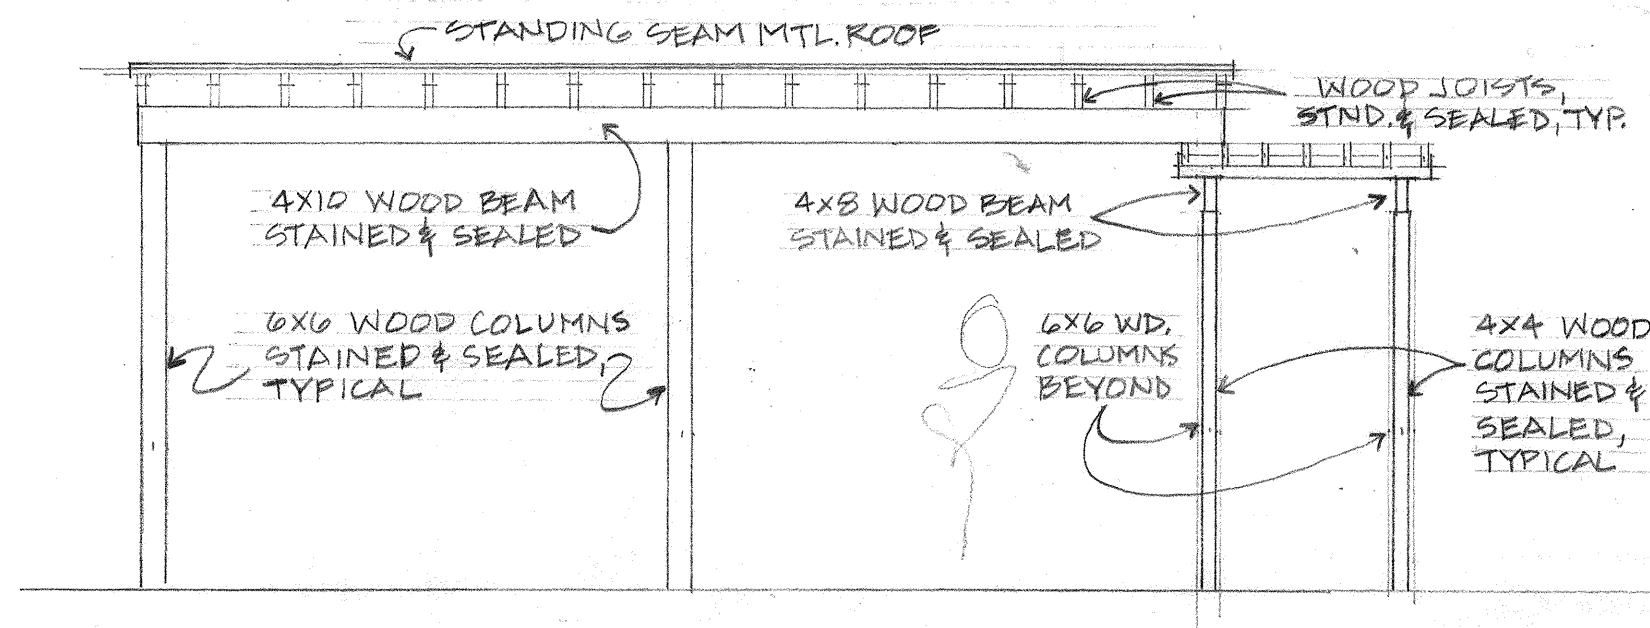 STANDING SEAM MTL. ROOF
WOOD JOISTS,
STND. & SEALED, TYP.
4X10 WOOD BEAM
STAINED & SEALED
4X8 WOOD BEAM
STAINED & SEALED
6X6 WOOD COLUMNS
STAINED & SEALED,
TYPICAL
6X6 WD.
COLUMNS
BEYOND
4X4 WOOD
COLUMNS
STAINED &
SEALED,
TYPICAL